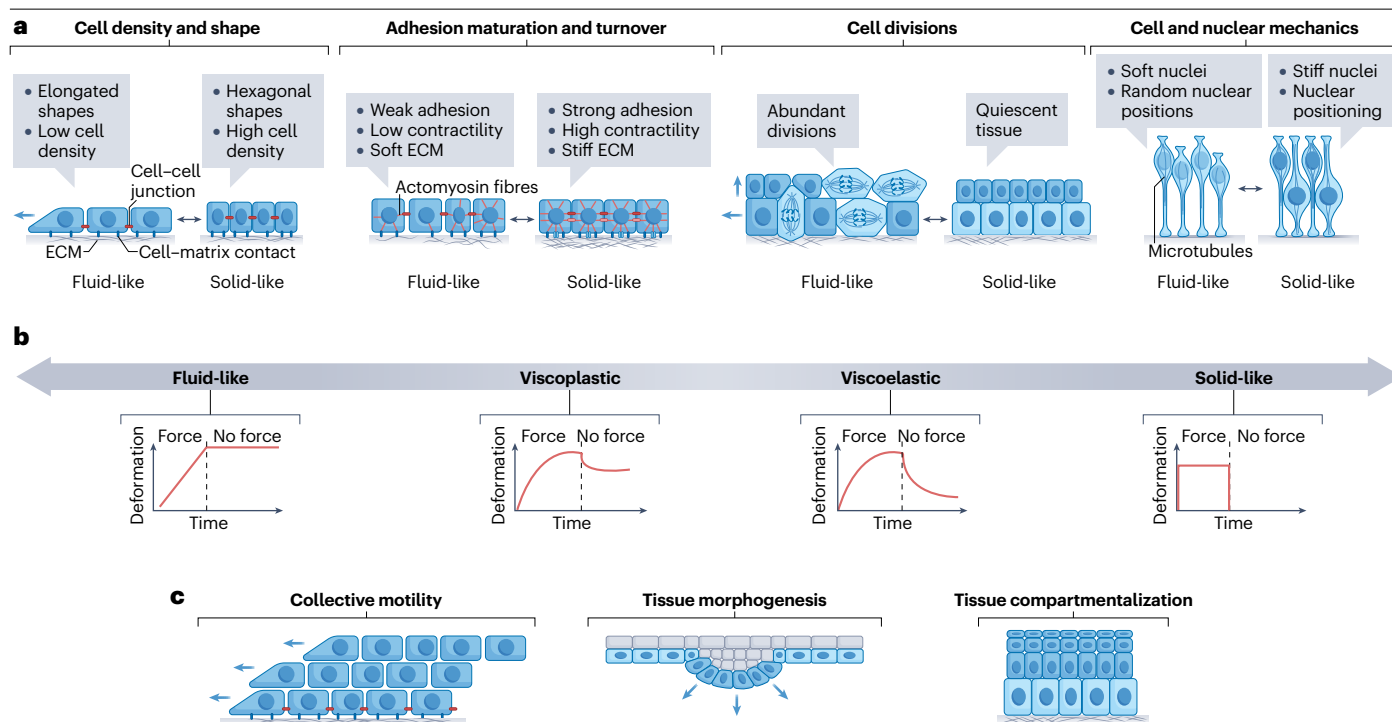 a
Cell density and shape
Adhesion maturation and turnover
Cell divisions
Cell and nuclear mechanics
• Elongated
shapes
• Low cell
density
• Hexagonal
shapes
• High cell
density
Cell–cell
junction
ECM
Cell–matrix contact
Fluid-like
Solid-like
• Weak adhesion
• Low contractility
• Soft ECM
• Strong adhesion
• High contractility
• Stiff ECM
Actomyosin fibres
Fluid-like
Solid-like
Abundant
divisions
Quiescent
tissue
Fluid-like
Solid-like
• Soft nuclei
• Random nuclear
positions
• Stiff nuclei
• Nuclear
positioning
Microtubules
Fluid-like
Solid-like
b
Fluid-like
Viscoplastic
Viscoelastic
Solid-like
Force
No force
Deformation
Time
Force
No force
Deformation
Time
Force
No force
Deformation
Time
Force
No force
Deformation
Time
c
Collective motility
Tissue morphogenesis
Tissue compartmentalization